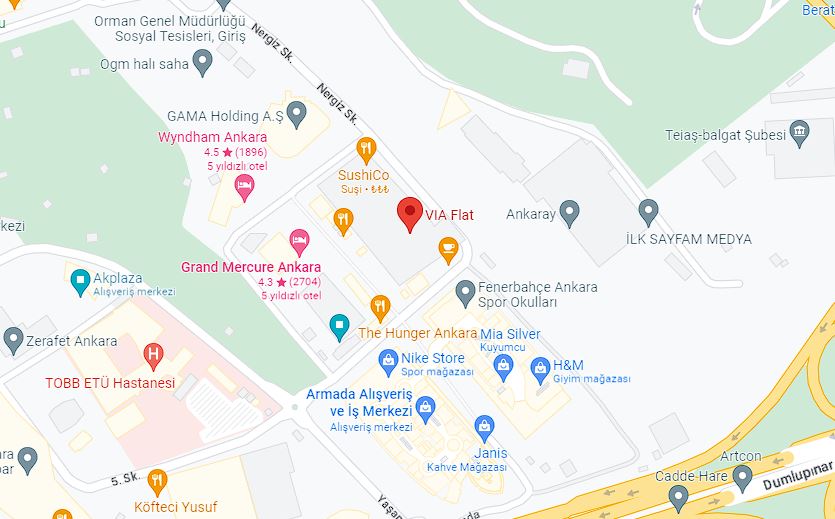 Orman Genel Müdürlüğü
Sosyal Tesisleri, Giriş
Berat
Nergiz Sk.
Ogm halı saha
Nergiz Sk.
GAMA Holding A.Ş
Wyndham Ankara
4.5 ★ (1896)
5 yıldızlı otel
Teiaş-balgat Şubesi
SushiCo
Suşi • ₺₺₺
VIA Flat
Ankaray
İLK SAYFAM MEDYA
kezi
Grand Mercure Ankara
4.3 ★ (2704)
5 yıldızlı otel
Akplaza
Alışveriş merkezi
Fenerbahçe Ankara
Spor Okulları
The Hunger Ankara
Mia Silver
Kuyumcu
Zerafet Ankara
Nike Store
Spor mağazası
H&M
Giyim mağazası
H
TOBB ETÜ Hastanesi
Armada Alışveriş
ve İş Merkezi
Alışveriş merkezi
Janis
Kahve Mağazası
ara
bar
5. Sk.
Köfteci Yusuf
Yaşam
da
Artcon
Cadde-Hare
Dumlupınar